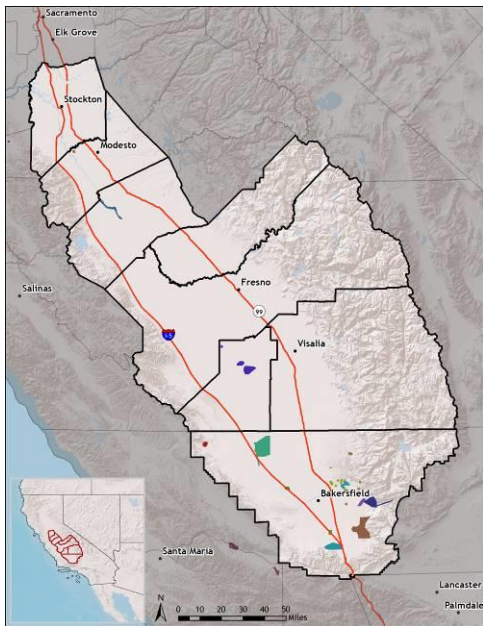 Sacramento
Elk Grove
Stockton
Modesto
Salinas
Fresno
99
Visalia
Bakersfield
Santa Maria
Lancaster
Palmdale
N
0 10 20 30 40 50
Miles